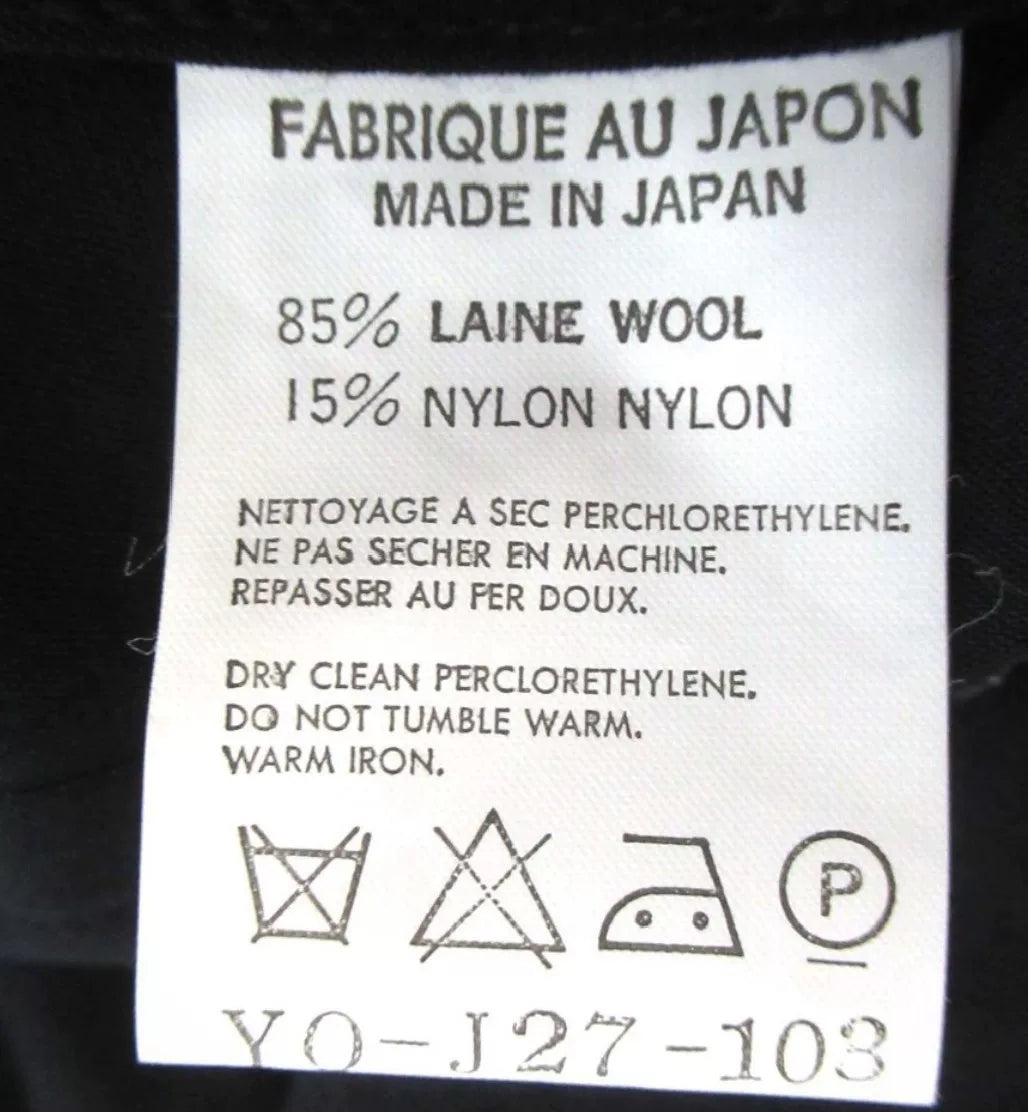 FABRIQUE AU JAPON
MADE IN JAPAN
85% LAINE WOOL
15% NYLON NYLON
NETTOYAGE A SEC PERCHLORETHYLENE.
NE PAS SECHER EN MACHINE.
REPASSER AU FER DOUX.
DRY CLEAN PERCLORETHYLENE.
DO NOT TUMBLE WARM.
WARM IRON.
P
YO-J27-103